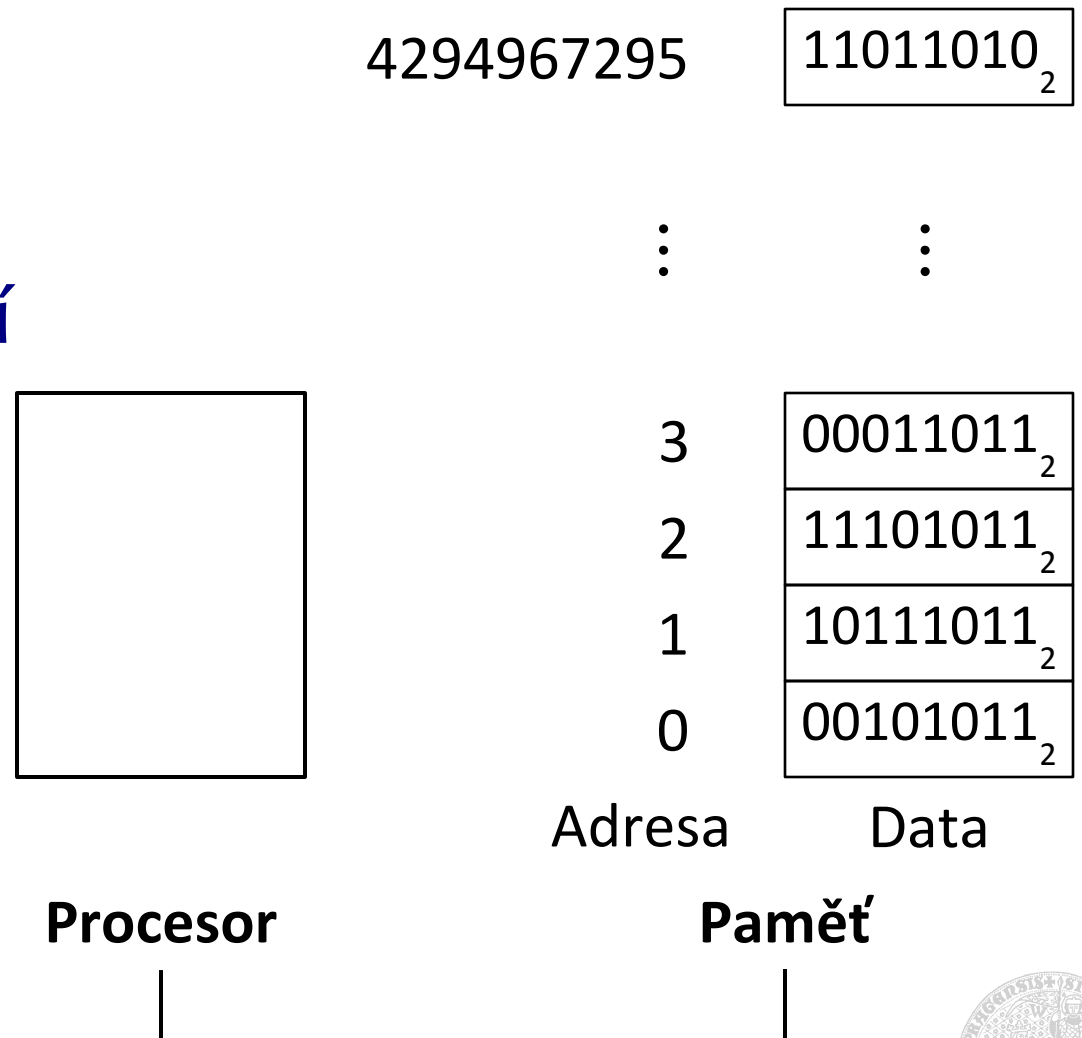 4294967295 11011010₂
⋮ ⋮
í
3 00011011₂
2 11101011₂
1 10111011₂
0 00101011₂
Adresa Data
Procesor Paměť